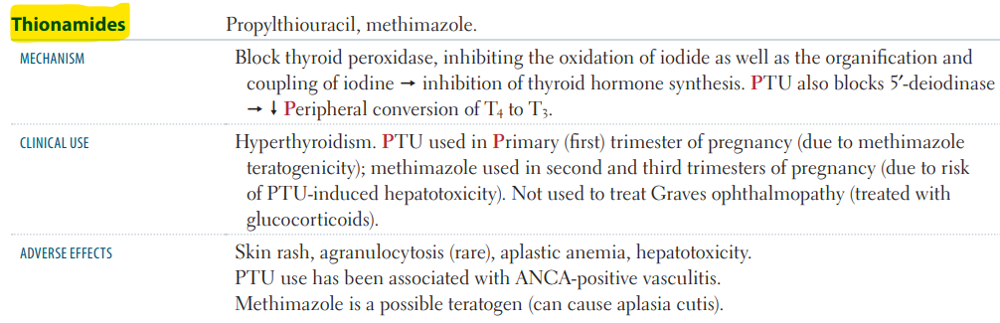 Thionamides Propylthiouracil, methimazole.
MECHANISM Block thyroid peroxidase, inhibiting the oxidation of iodide as well as the organification and
coupling of iodine → inhibition of thyroid hormone synthesis. PTU also blocks 5′-deiodinase
→ ↓ Peripheral conversion of T₄ to T₃.
CLINICAL USE Hyperthyroidism. PTU used in Primary (first) trimester of pregnancy (due to methimazole
teratogenicity); methimazole used in second and third trimesters of pregnancy (due to risk
of PTU-induced hepatotoxicity). Not used to treat Graves ophthalmopathy (treated with
glucocorticoids).
ADVERSE EFFECTS Skin rash, agranulocytosis (rare), aplastic anemia, hepatotoxicity.
PTU use has been associated with ANCA-positive vasculitis.
Methimazole is a possible teratogen (can cause aplasia cutis).